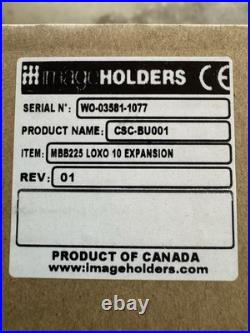 imageHOLDERS CE
SERIAL N°: WO-03581-1077
PRODUCT NAME: CSC-BU001
ITEM: MBB225 LOXO 10 EXPANSION
REV: 01
PRODUCT OF CANADA
www.imageholders.com